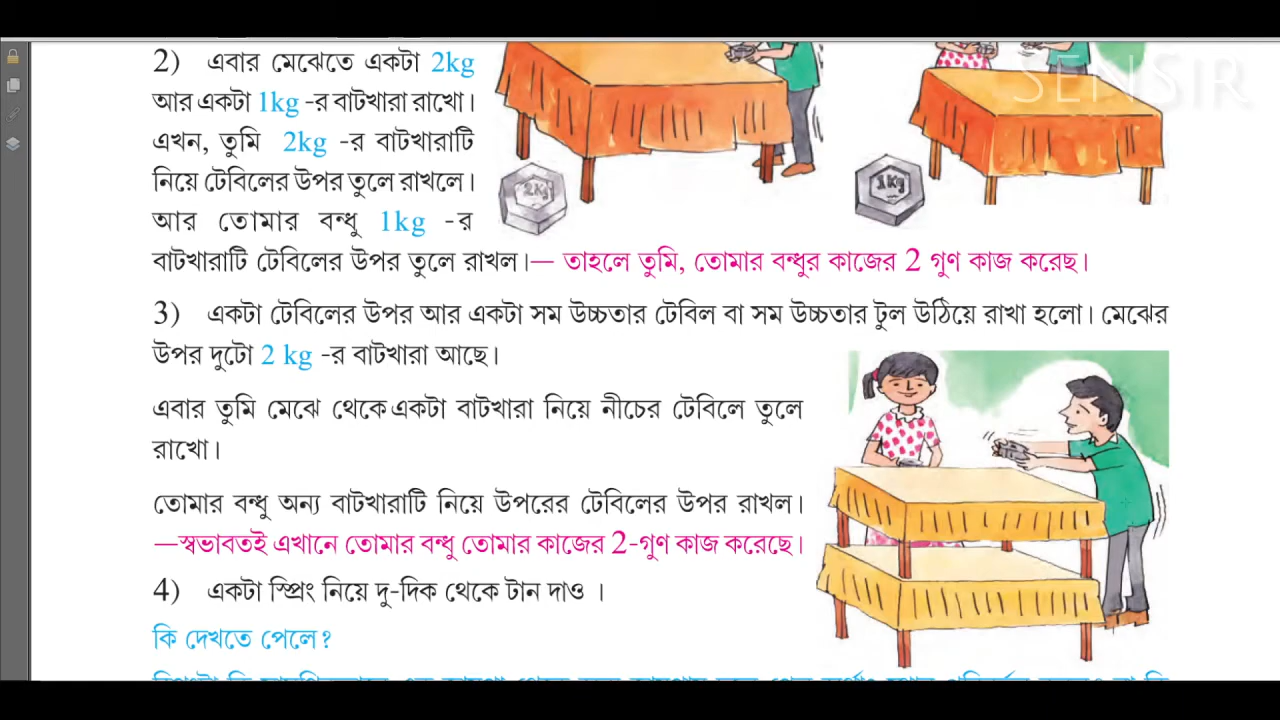 2) এবার মেঝেতে একটা 2kg
আর একটা 1kg -র বাটখারা রাখো।
এখন, তুমি 2kg -র বাটখারাটি
নিয়ে টেবিলের উপর তুলে রাখলে।
আর তোমার বন্ধু 1kg -র
বাটখারাটি টেবিলের উপর তুলে রাখল।— তাহলে তুমি, তোমার বন্ধুর কাজের 2 গুণ কাজ করেছ।
2kg
1kg
SENSIR
3) একটা টেবিলের উপর আর একটা সম উচ্চতার টেবিল বা সম উচ্চতার টুল উঠিয়ে রাখা হলো। মেঝের
উপর দুটো 2 kg -র বাটখারা আছে।
এবার তুমি মেঝে থেকে একটা বাটখারা নিয়ে নীচের টেবিলে তুলে
রাখো।
তোমার বন্ধু অন্য বাটখারাটি নিয়ে উপরের টেবিলের উপর রাখল।
—স্বভাবতই এখানে তোমার বন্ধু তোমার কাজের 2-গুণ কাজ করেছে।
4) একটা স্প্রিং নিয়ে দু-দিক থেকে টান দাও ।
কি দেখতে পেলে?